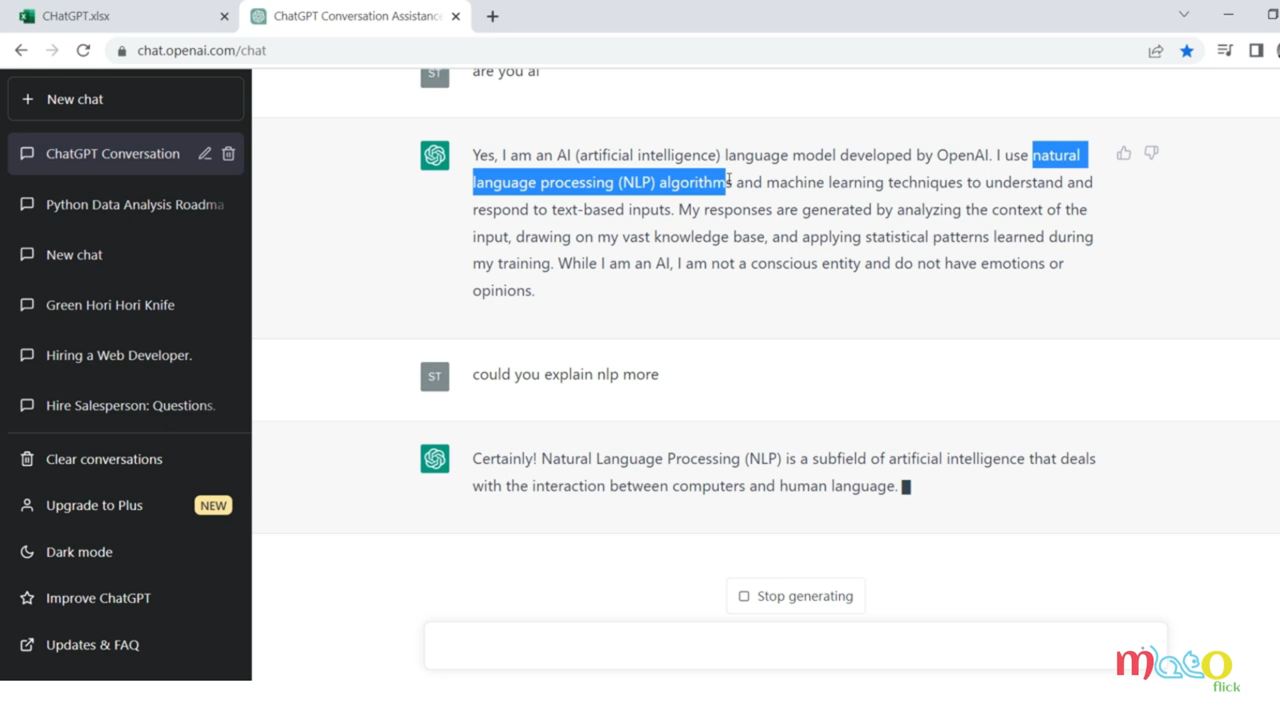 CHatGPT.xlsx
ChatGPT Conversation Assistance
chat.openai.com/chat
New chat
ChatGPT Conversation
Python Data Analysis Roadma
New chat
Green Hori Hori Knife
Hiring a Web Developer.
Hire Salesperson: Questions.
Clear conversations
Upgrade to Plus NEW
Dark mode
Improve ChatGPT
Updates & FAQ
ST are you ai
Yes, I am an AI (artificial intelligence) language model developed by OpenAI. I use natural
language processing (NLP) algorithms and machine learning techniques to understand and
respond to text-based inputs. My responses are generated by analyzing the context of the
input, drawing on my vast knowledge base, and applying statistical patterns learned during
my training. While I am an AI, I am not a conscious entity and do not have emotions or
opinions.
ST could you explain nlp more
Certainly! Natural Language Processing (NLP) is a subfield of artificial intelligence that deals
with the interaction between computers and human language.
Stop generating
flick